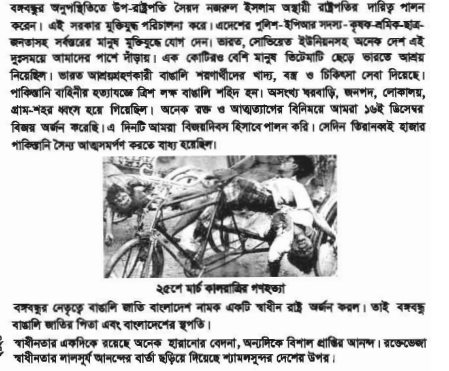 বঙ্গবন্ধুর অনুপস্থিতিতে উপ-রাষ্ট্রপতি সৈয়দ নজরুল ইসলাম অস্থায়ী রাষ্ট্রপতির দায়িত্ব পালন
করেন। এই সরকার মুক্তিযুদ্ধ পরিচালনা করে। এদেশের পুলিশ-ইপিআর সদস্য-কৃষক-শ্রমিক-ছাত্র-
জনতাসহ সর্বস্তরের মানুষ মুক্তিযুদ্ধে যোগ দেন। ভারত, সোভিয়েত ইউনিয়নসহ অনেক দেশ এই
দুঃসময়ে আমাদের পাশে দাঁড়ায়। এক কোটিরও বেশি মানুষ ভিটেমাটি ছেড়ে ভারতে আশ্রয়
নিয়েছিল। ভারত আশ্রয়গ্রহণকারী বাঙালি শরণার্থীদের খাদ্য, বস্ত্র ও চিকিৎসা সেবা দিয়েছে।
পাকিস্তানি বাহিনীর হত্যাযজ্ঞে ত্রিশ লক্ষ বাঙালি শহিদ হন। অসংখ্য ঘরবাড়ি, জনপদ, লোকালয়,
গ্রাম-শহর ধ্বংস হয়ে গিয়েছিল। অনেক রক্ত ও আত্মত্যাগের বিনিময়ে আমরা ১৬ই ডিসেম্বর
বিজয় অর্জন করেছি। এ দিনটি আমরা বিজয়দিবস হিসাবে পালন করি। সেদিন তিরানব্বই হাজার
পাকিস্তানি সৈন্য আত্মসমর্পণ করতে বাধ্য হয়েছিল।
২৫শে মার্চ কালরাত্রির গণহত্যা
বঙ্গবন্ধুর নেতৃত্বে বাঙালি জাতি বাংলাদেশ নামক একটি স্বাধীন রাষ্ট্র অর্জন করল। তাই বঙ্গবন্ধু
বাঙালি জাতির পিতা এবং বাংলাদেশের স্থপতি।
স্বাধীনতার একদিকে রয়েছে অনেক হারানোর বেদনা, অন্যদিকে বিশাল প্রাপ্তির আনন্দ। রক্তেভেজা
স্বাধীনতার লালসূর্য আনন্দের বার্তা ছড়িয়ে দিয়েছে শ্যামলসুন্দর দেশের উপর।